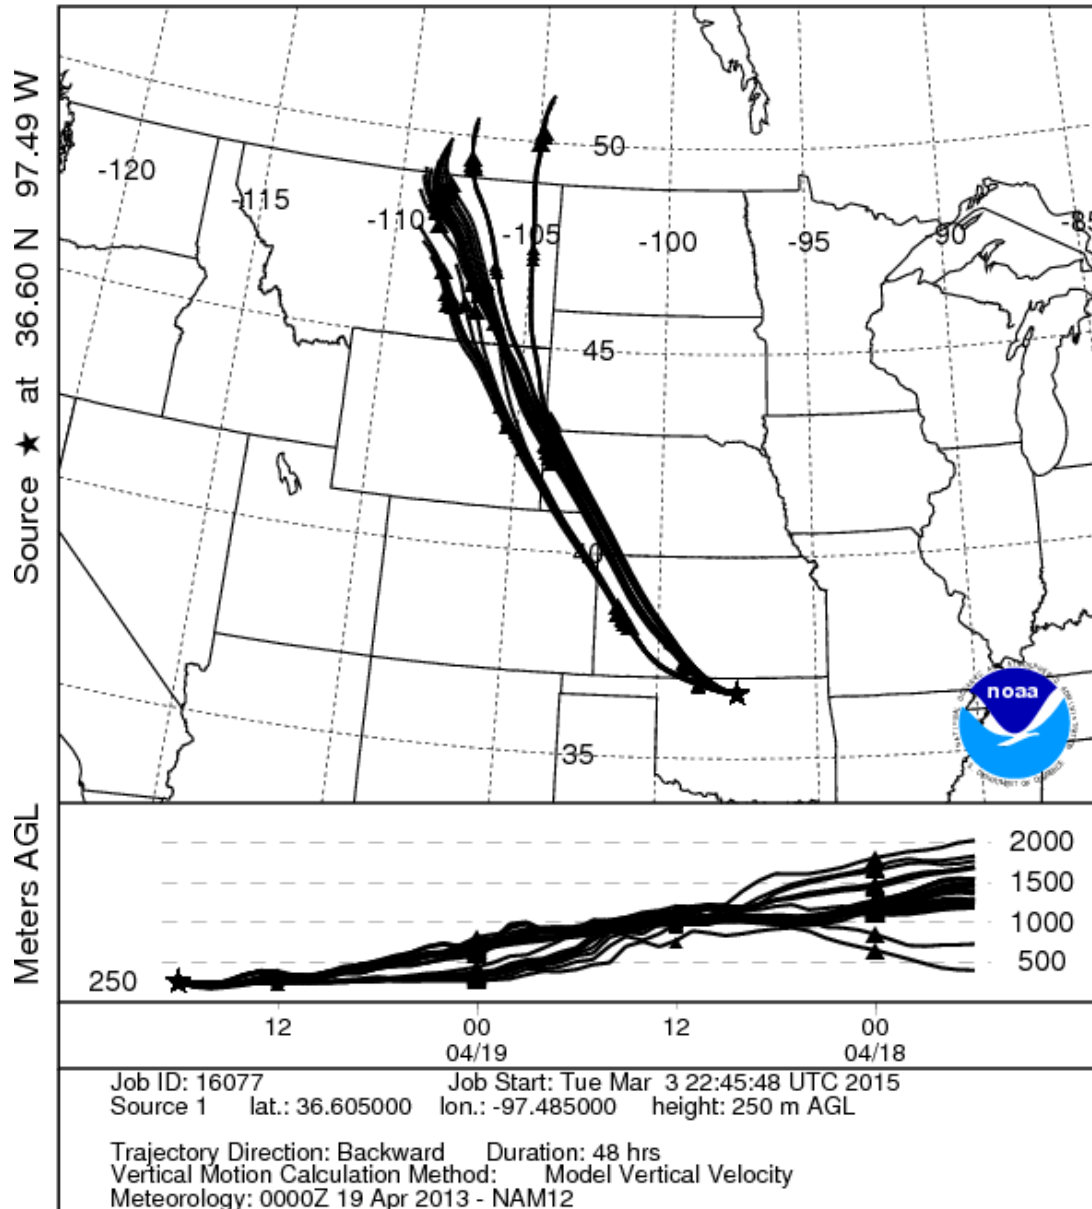 Source ★ at 36.60 N 97.49 W
-120
-115
-110
-105
-100
-95
90
-85
50
45
40
35
noaa
Meters AGL
2000
1500
1000
500
250
12 00 12 00
04/19 04/18
Job ID: 16077 Job Start: Tue Mar 3 22:45:48 UTC 2015
Source 1 lat.: 36.605000 lon.: -97.485000 height: 250 m AGL
Trajectory Direction: Backward Duration: 48 hrs
Vertical Motion Calculation Method: Model Vertical Velocity
Meteorology: 0000Z 19 Apr 2013 - NAM12